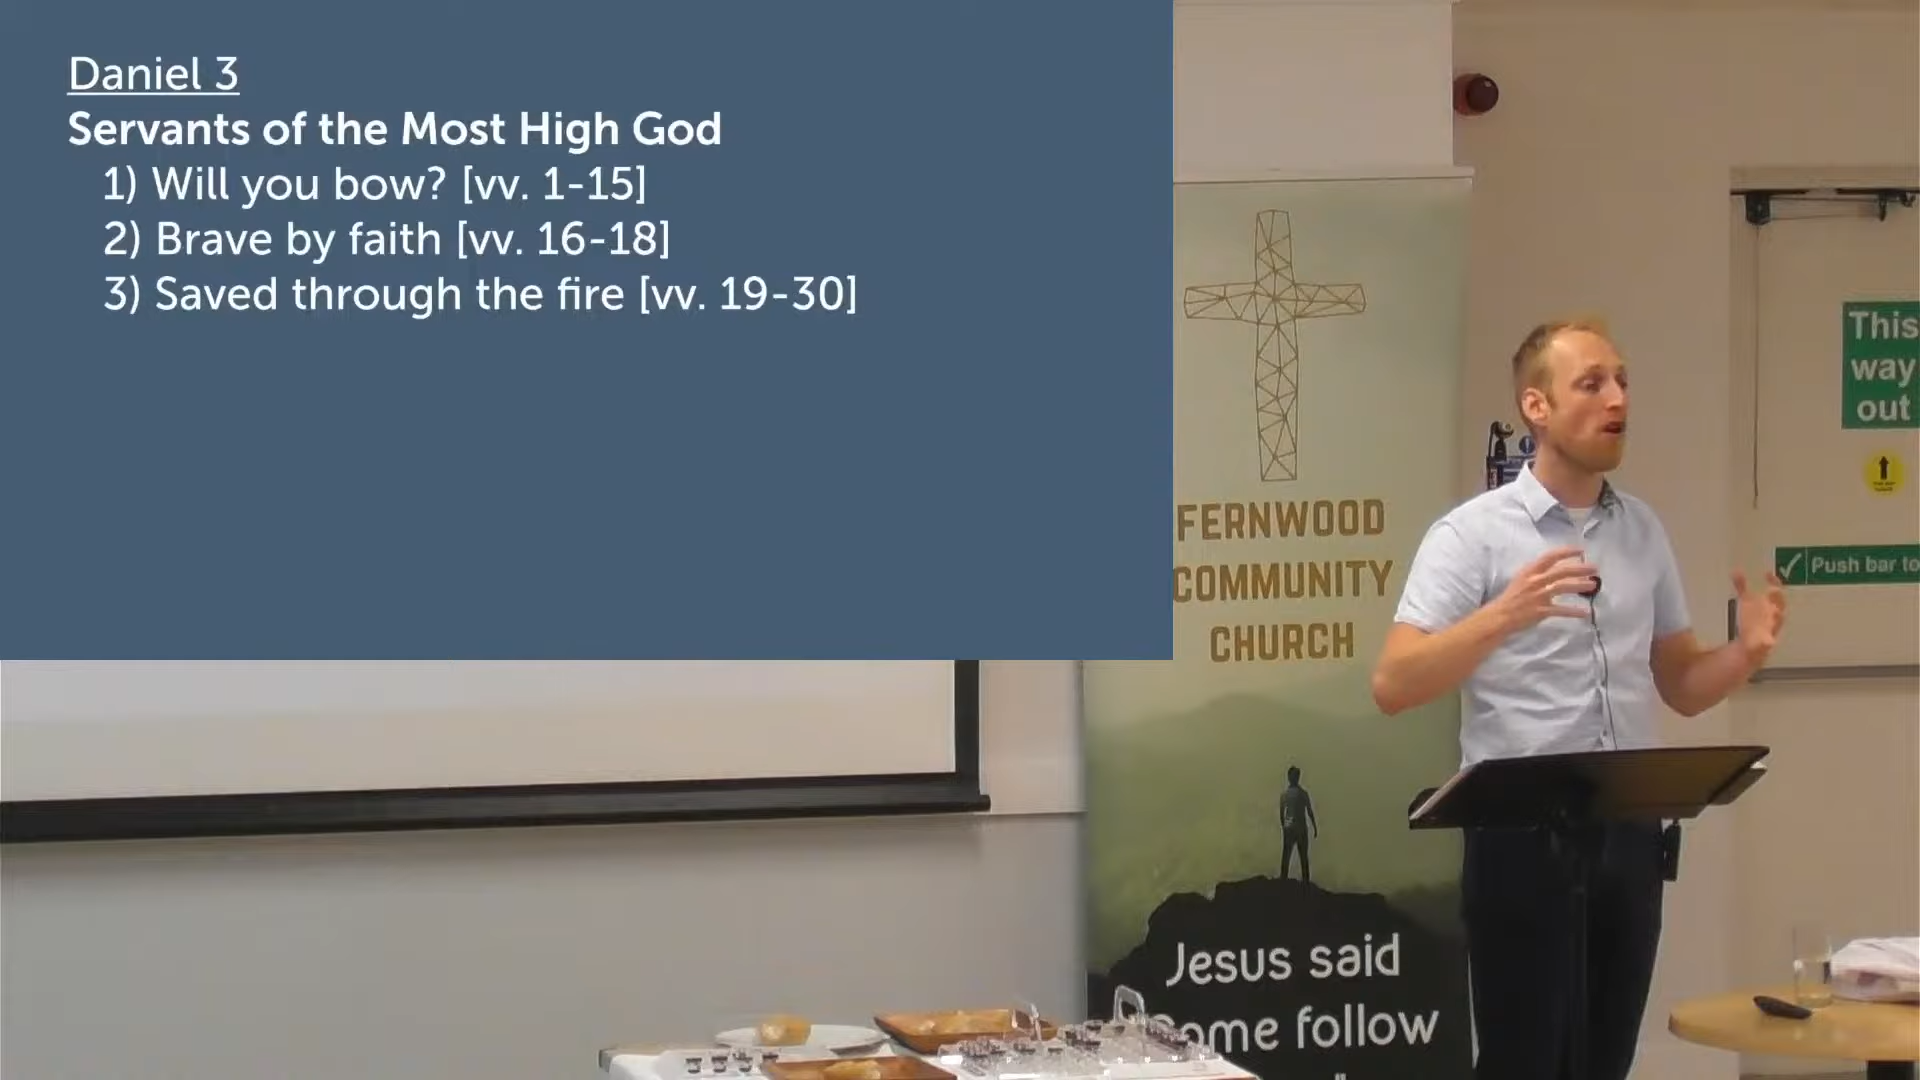 Daniel 3
Servants of the Most High God
1) Will you bow? [vv. 1-15]
2) Brave by faith [vv. 16-18]
3) Saved through the fire [vv. 19-30]
FERNWOOD
COMMUNITY
CHURCH
Jesus said
ome follow
This
way
out
Push bar to